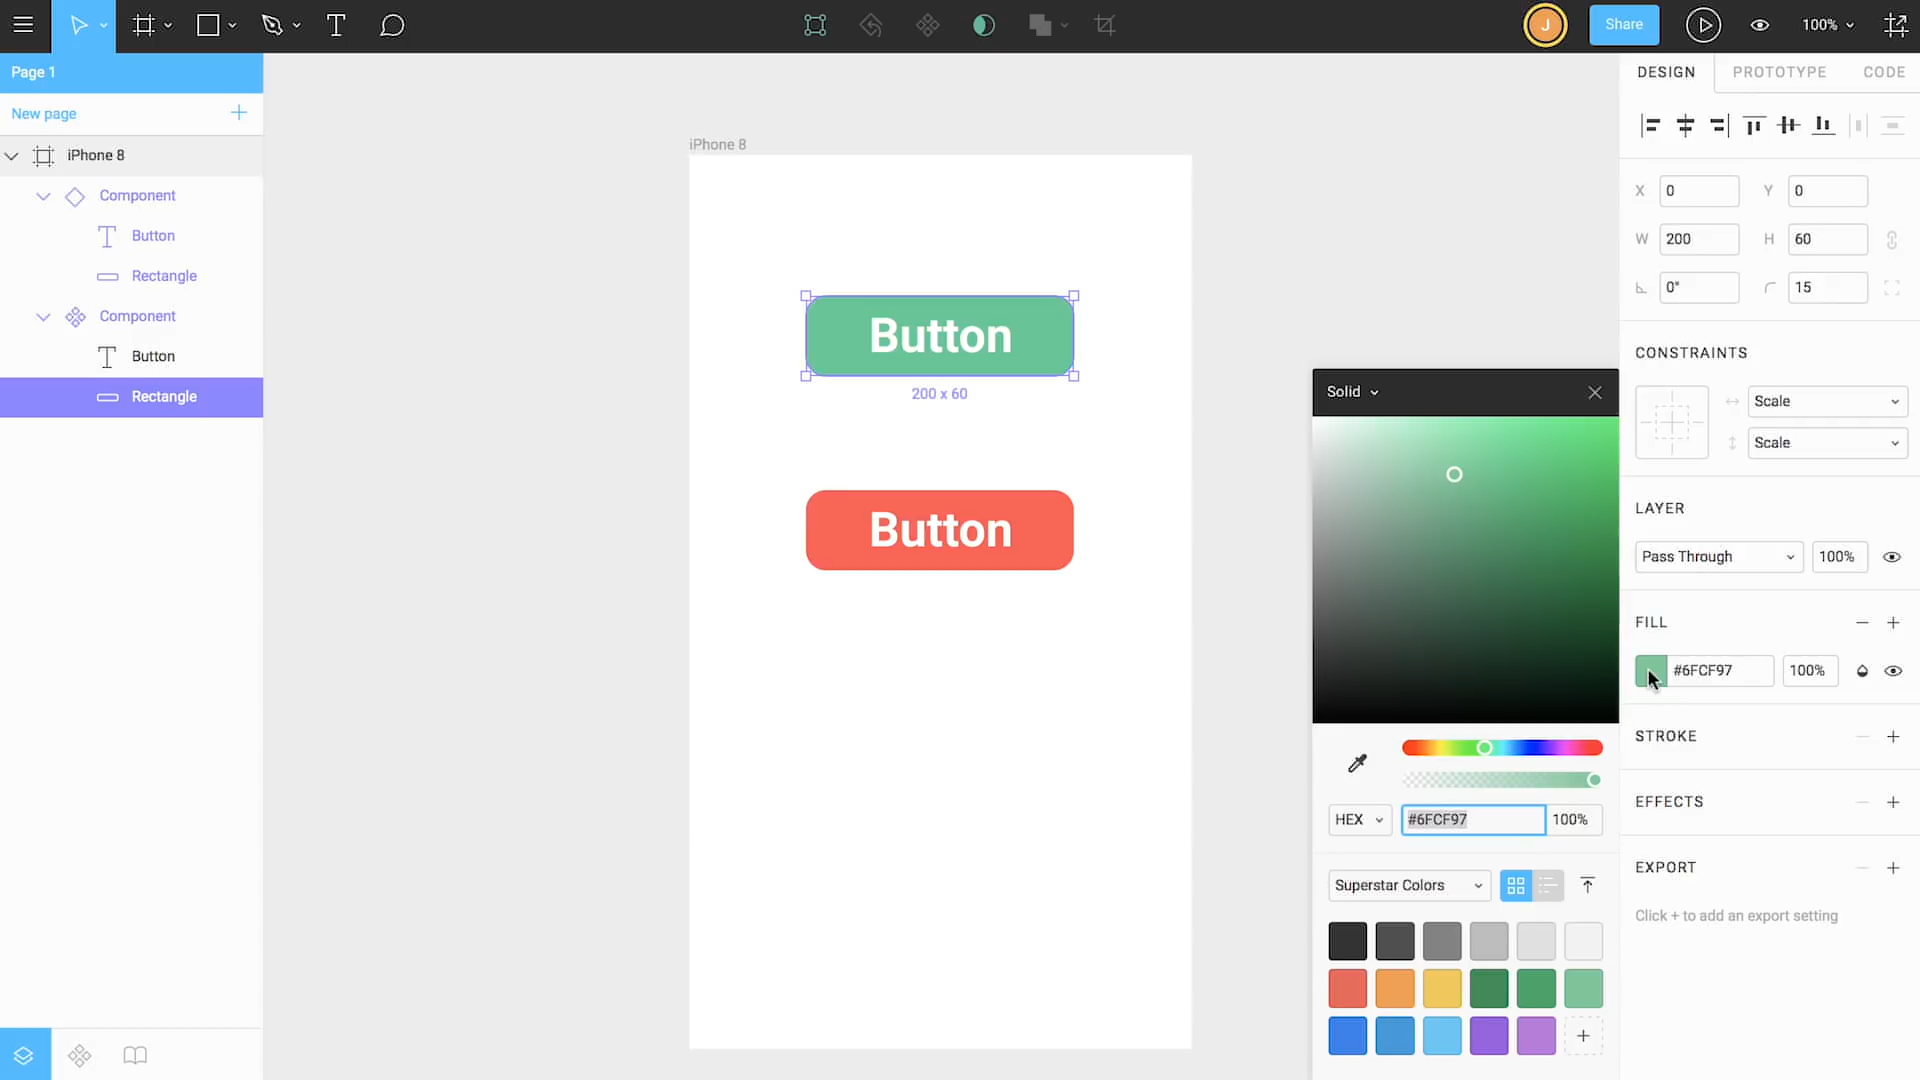 J
Share
100%
Page 1
New page
iPhone 8
Component
Button
Rectangle
Component
Button
Rectangle
iPhone 8
Button
200 x 60
Button
Solid
HEX
#6FCF97
100%
Superstar Colors
DESIGN
PROTOTYPE
CODE
X
0
Y
0
W
200
H
60
0°
15
CONSTRAINTS
Scale
Scale
LAYER
Pass Through
100%
FILL
#6FCF97
100%
STROKE
EFFECTS
EXPORT
Click + to add an export setting